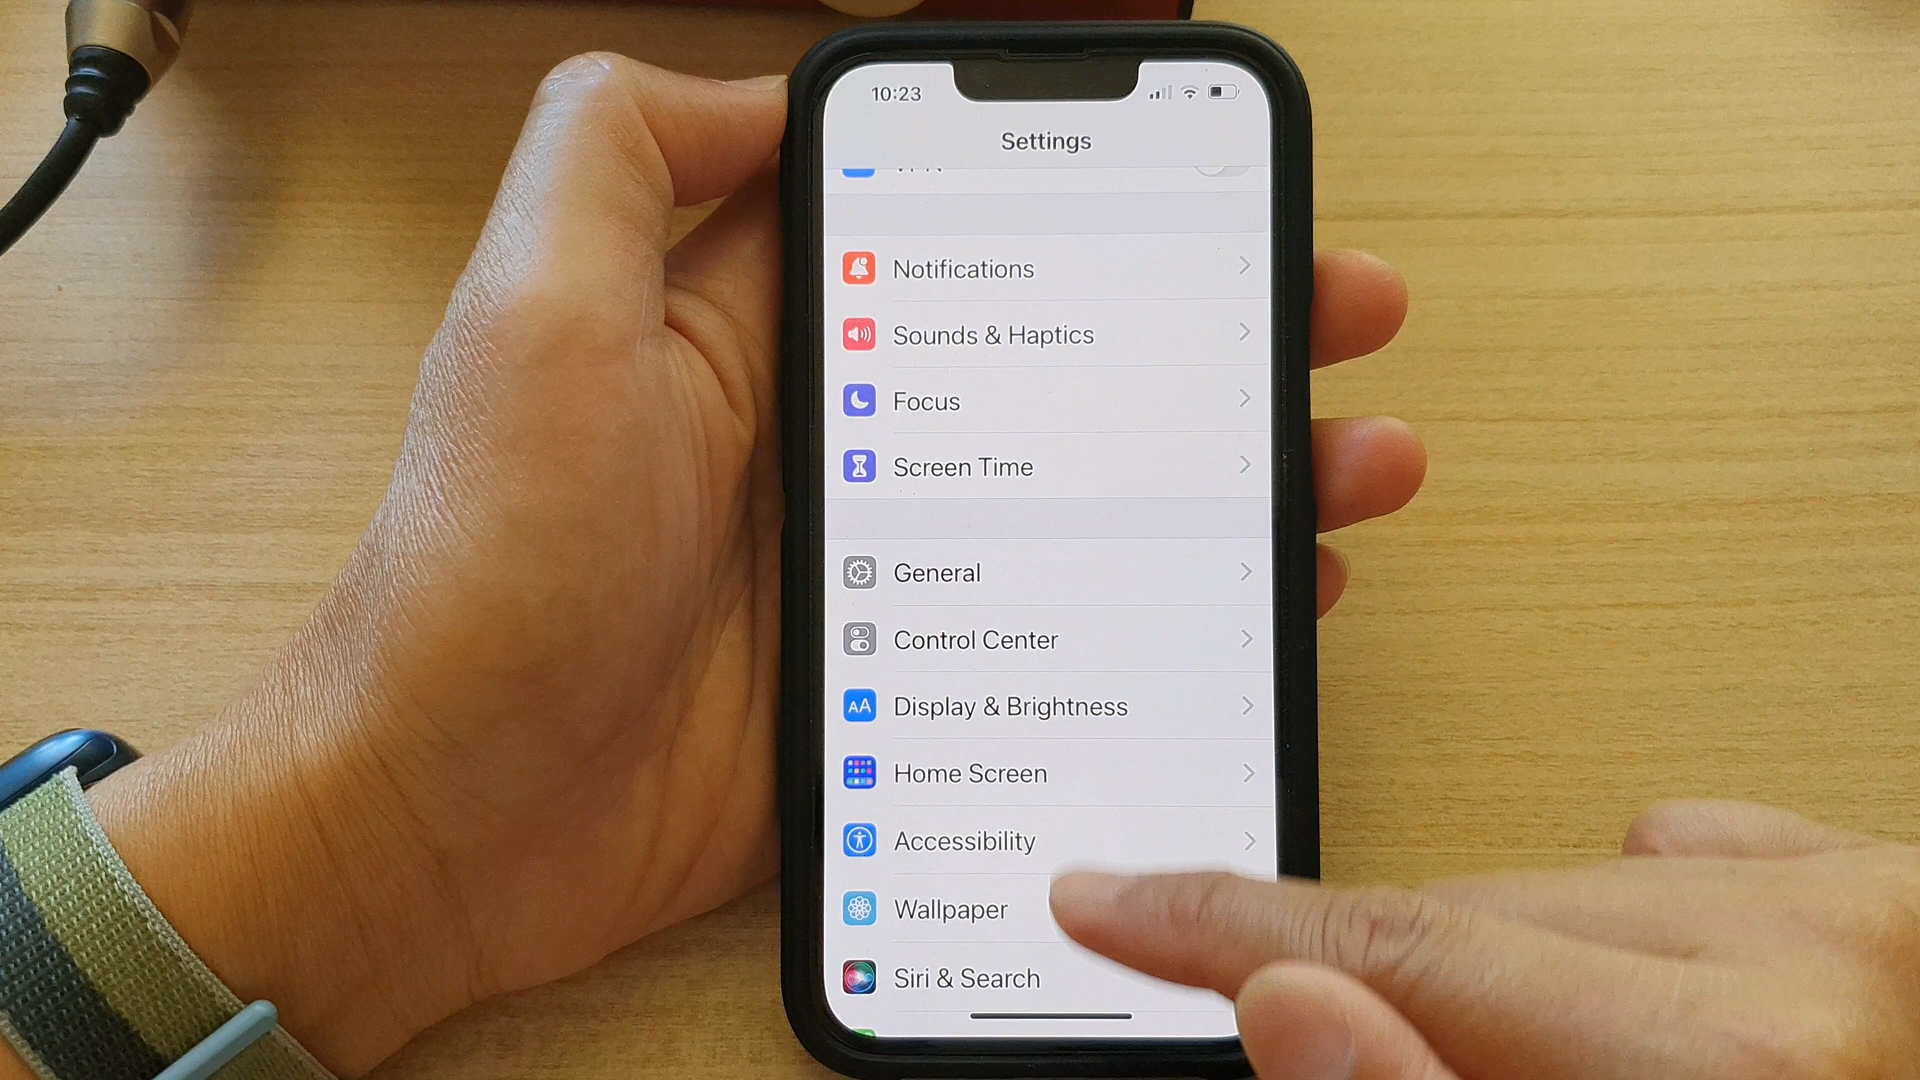 10:23
Settings
VPN
Notifications
Sounds & Haptics
Focus
Screen Time
General
Control Center
AA
Display & Brightness
Home Screen
Accessibility
Wallpaper
Siri & Search